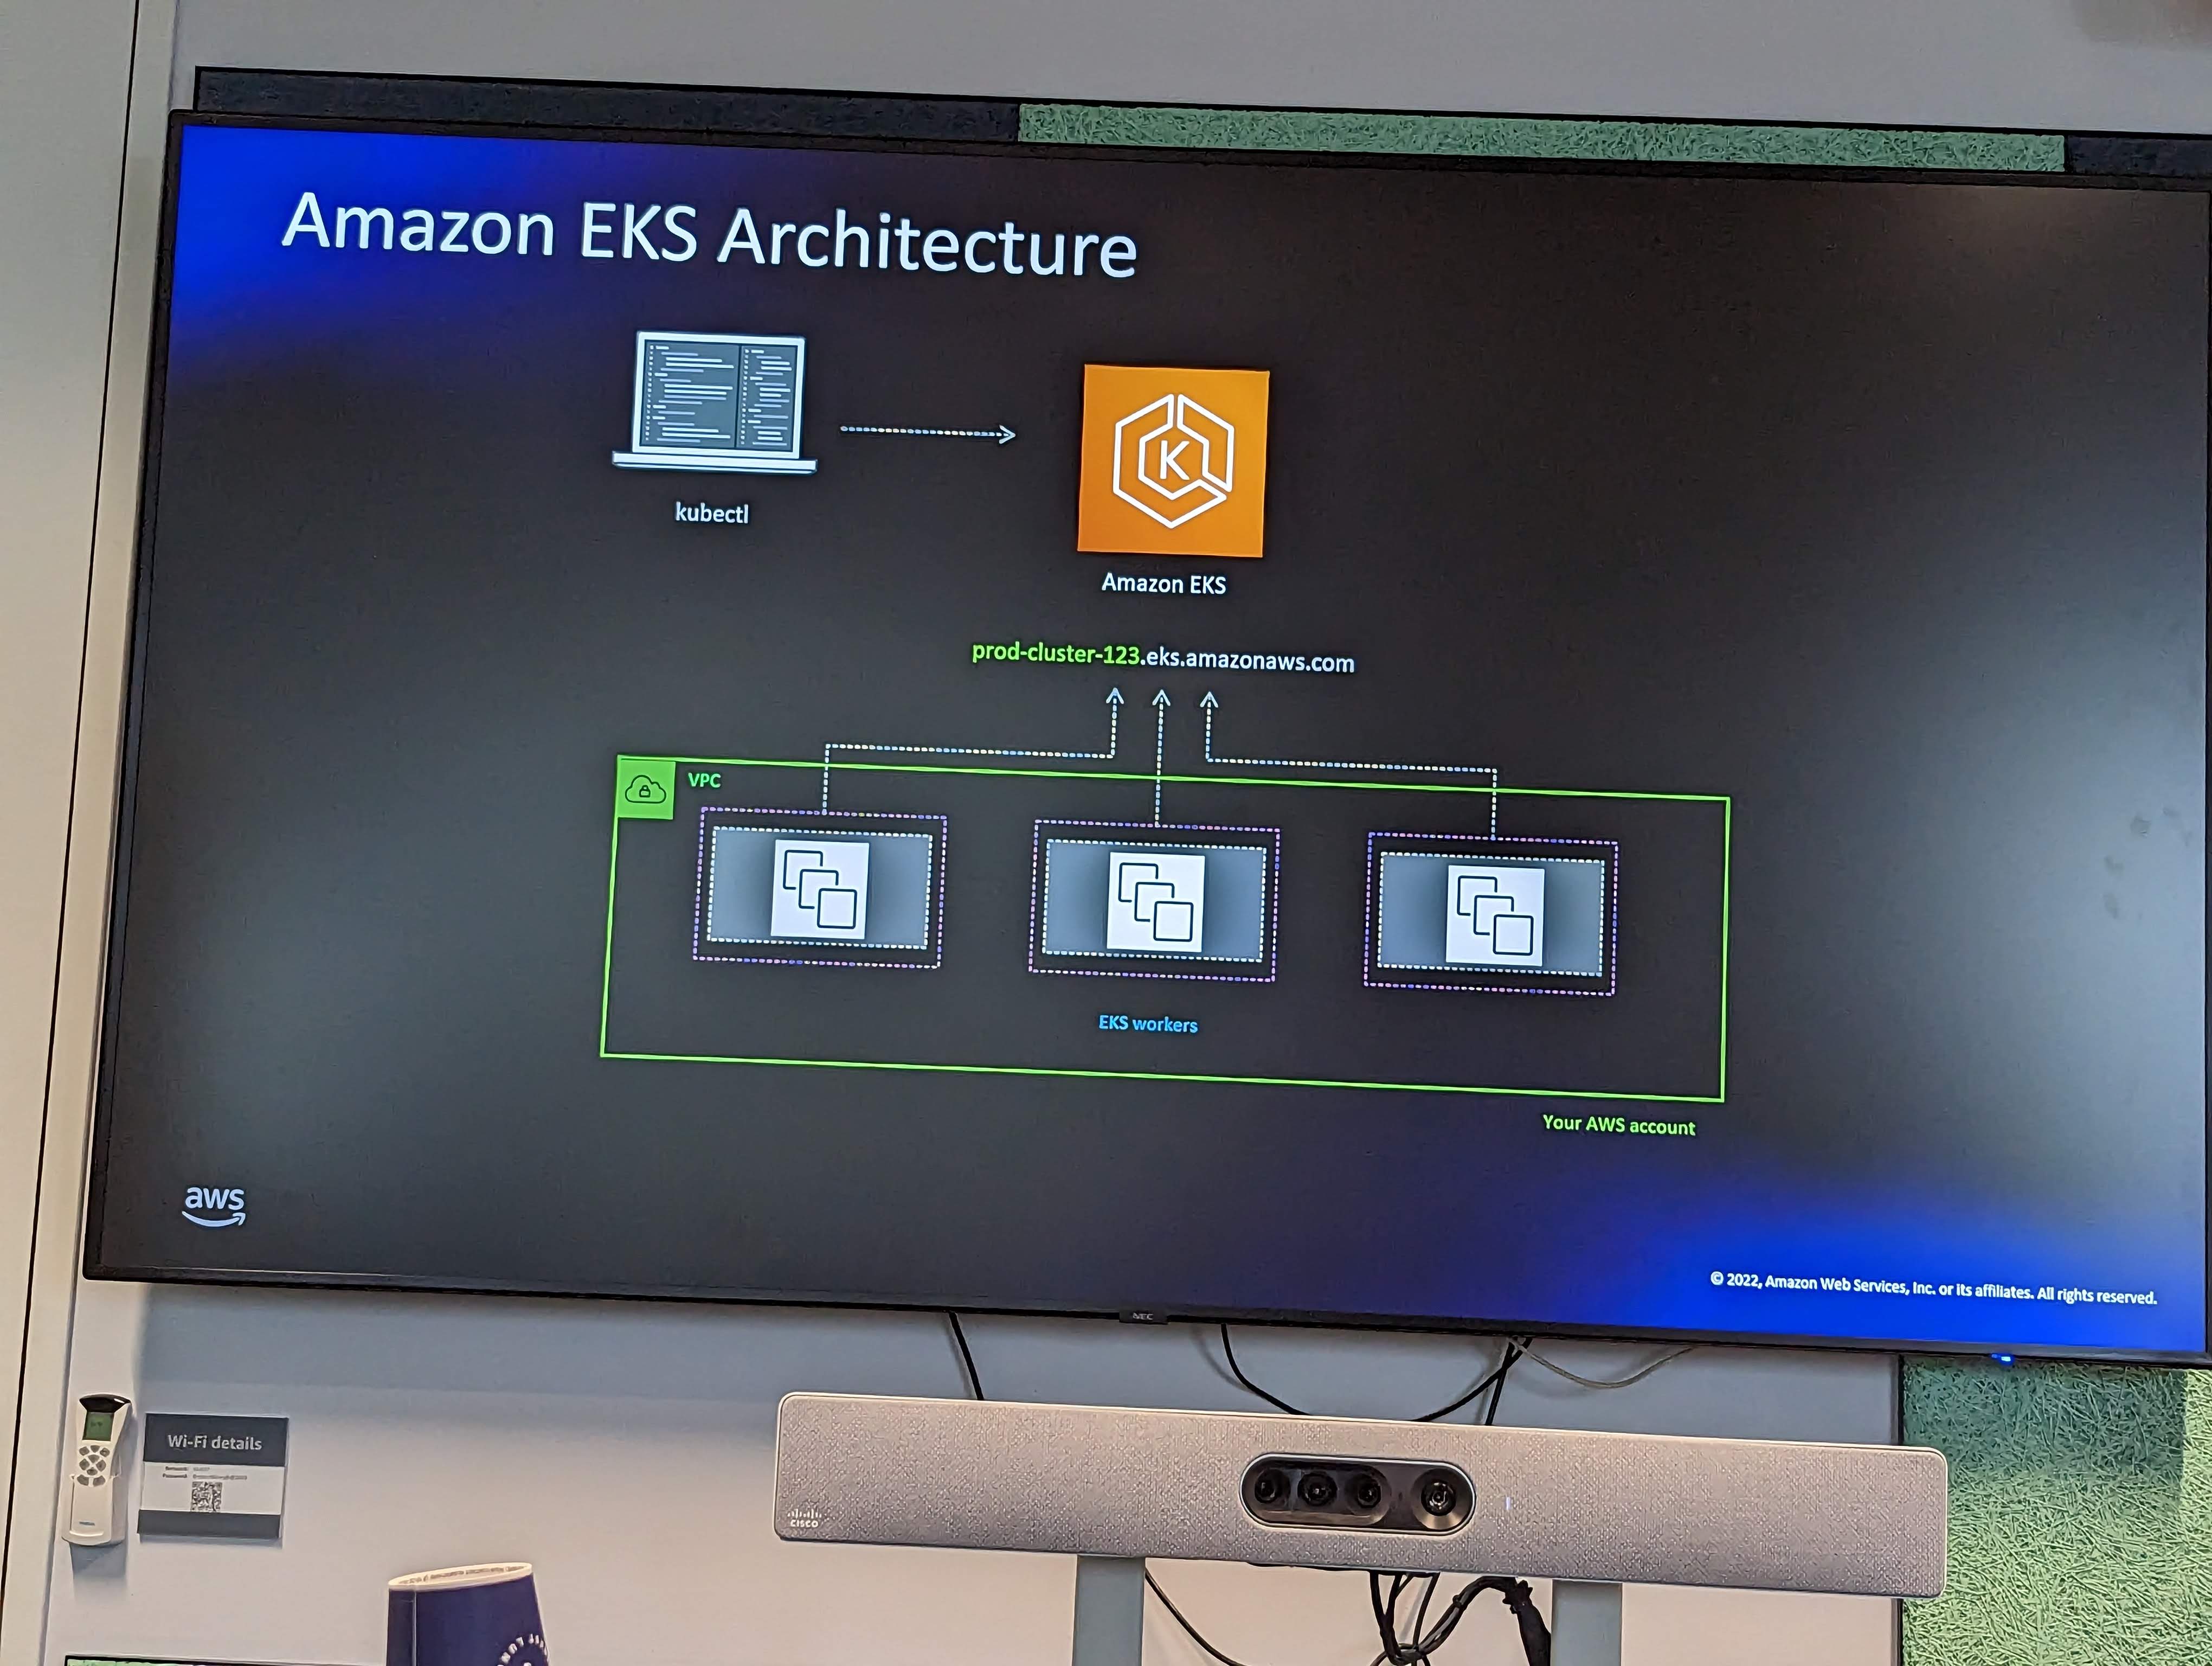 Amazon EKS Architecture
kubectl
K
Amazon EKS
prod-cluster-123.eks.amazonaws.com
VPC
EKS workers
Your AWS account
aws
© 2022, Amazon Web Services, Inc. or its affiliates. All rights reserved.
NEC
Wi-Fi details
Password:
CISCO